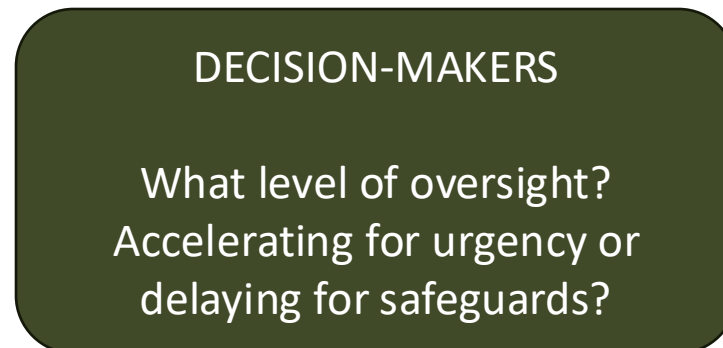 DECISION-MAKERS
What level of oversight?
Accelerating for urgency or
delaying for safeguards?